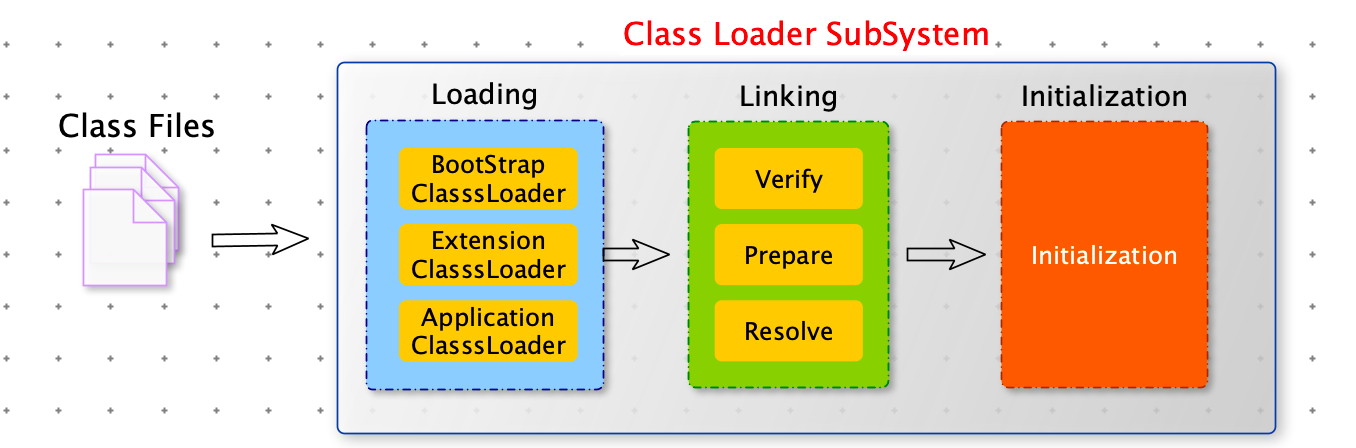 Class Loader SubSystem
Class Files
Loading
BootStrap
ClasssLoader
Extension
ClasssLoader
Application
ClasssLoader
Linking
Verify
Prepare
Resolve
Initialization
Initialization